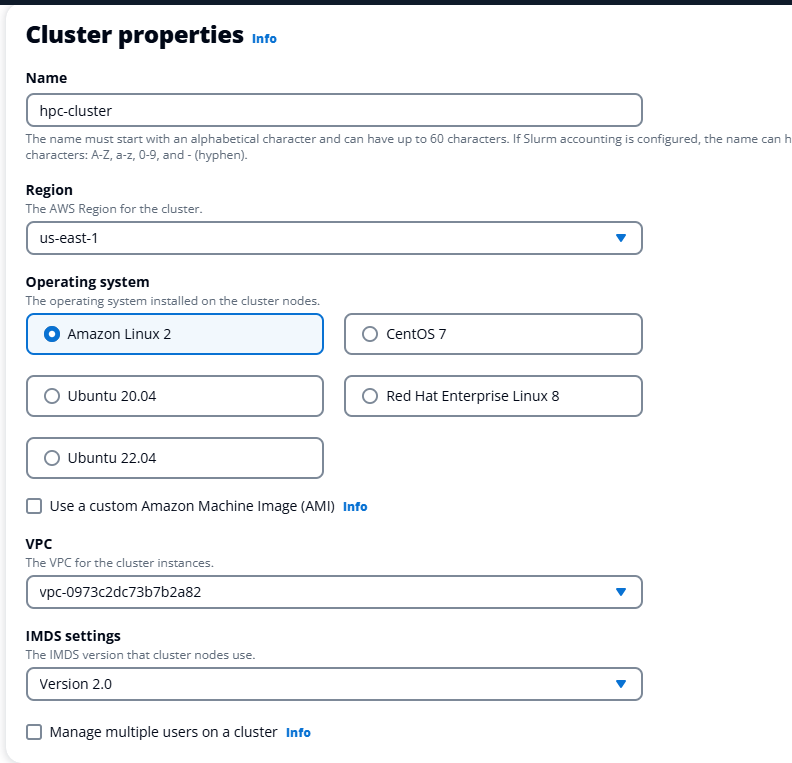 Cluster properties Info
Name
hpc-cluster
The name must start with an alphabetical character and can have up to 60 characters. If Slurm accounting is configured, the name can h
characters: A-Z, a-z, 0-9, and - (hyphen).
Region
The AWS Region for the cluster.
us-east-1
Operating system
The operating system installed on the cluster nodes.
Amazon Linux 2
CentOS 7
Ubuntu 20.04
Red Hat Enterprise Linux 8
Ubuntu 22.04
Use a custom Amazon Machine Image (AMI) Info
VPC
The VPC for the cluster instances.
vpc-0973c2dc73b7b2a82
IMDS settings
The IMDS version that cluster nodes use.
Version 2.0
Manage multiple users on a cluster Info